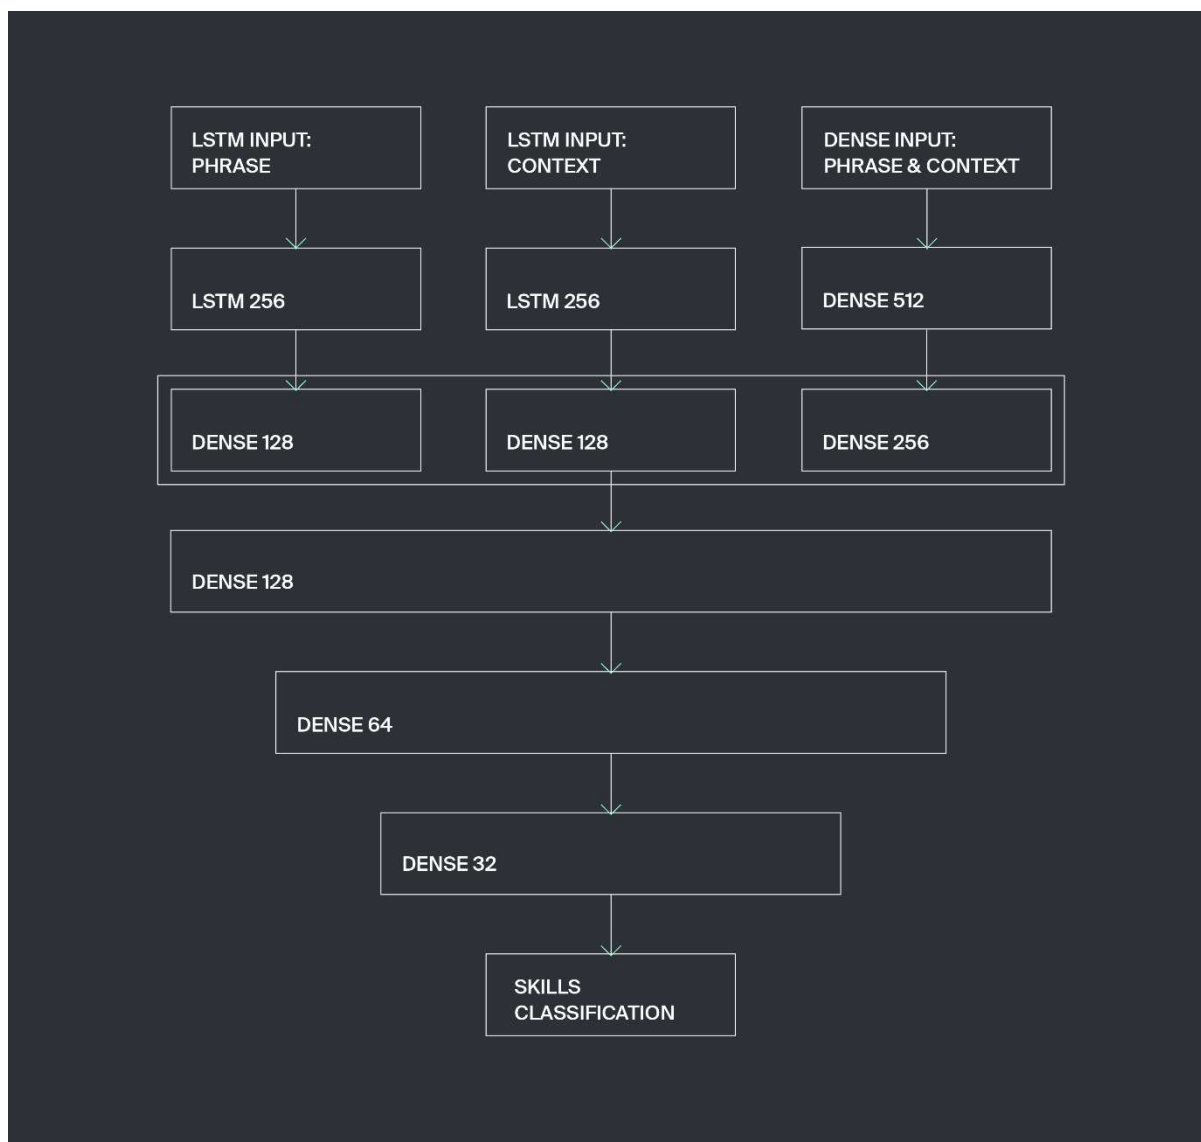 LSTM INPUT:
PHRASE
LSTM INPUT:
CONTEXT
DENSE INPUT:
PHRASE & CONTEXT
LSTM 256
LSTM 256
DENSE 512
DENSE 128
DENSE 128
DENSE 256
DENSE 128
DENSE 64
DENSE 32
SKILLS
CLASSIFICATION